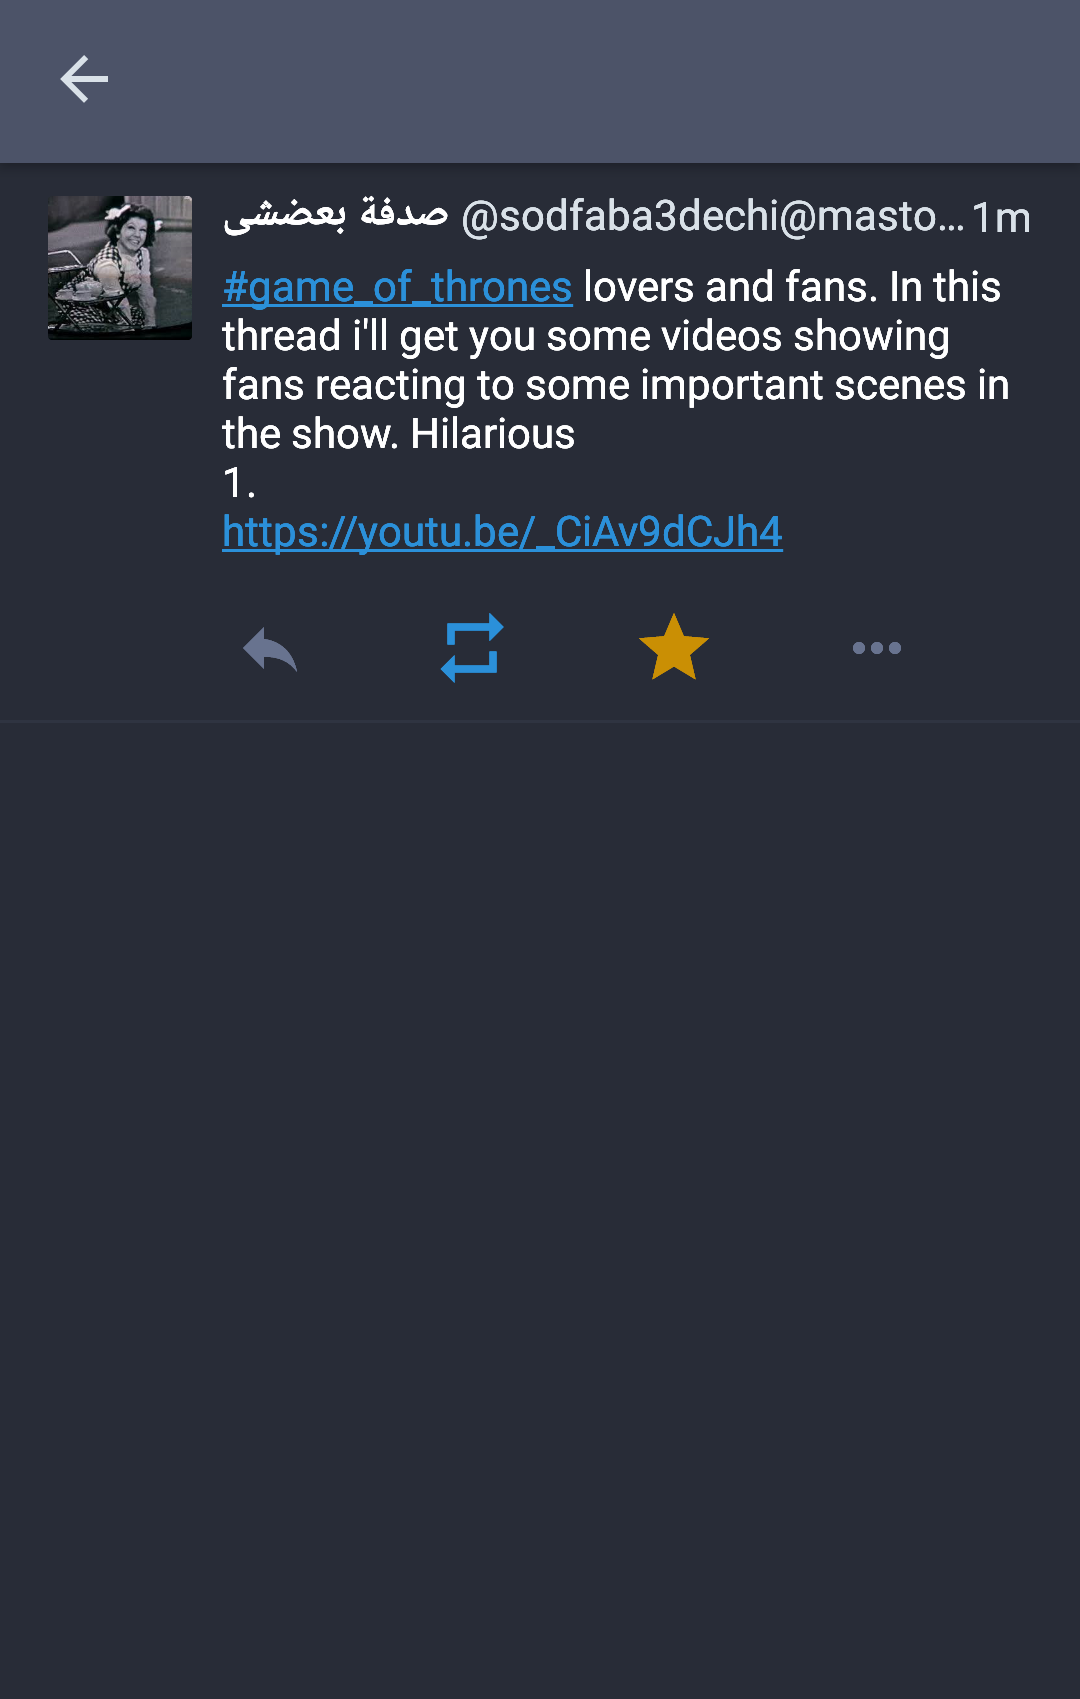 صدفة بعضشى @sodfaba3dechi@masto... 1m
#game_of_thrones lovers and fans. In this
thread i'll get you some videos showing
fans reacting to some important scenes in
the show. Hilarious
1.
https://youtu.be/_CiAv9dCJh4